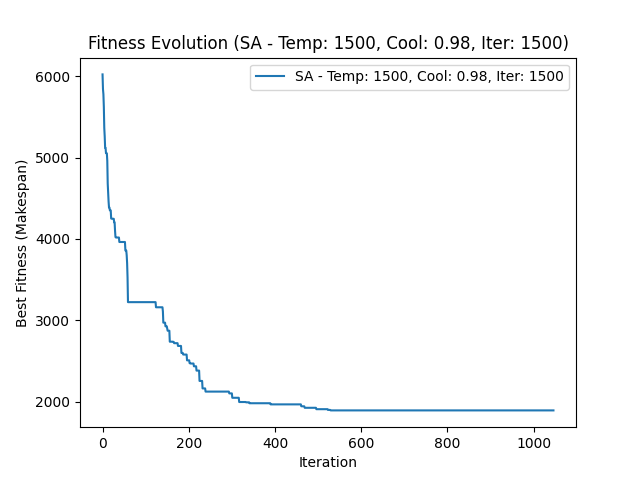 Fitness Evolution (SA - Temp: 1500, Cool: 0.98, Iter: 1500)
SA - Temp: 1500, Cool: 0.98, Iter: 1500
Best Fitness (Makespan)
6000
5000
4000
3000
2000
0 200 400 600 800 1000
Iteration